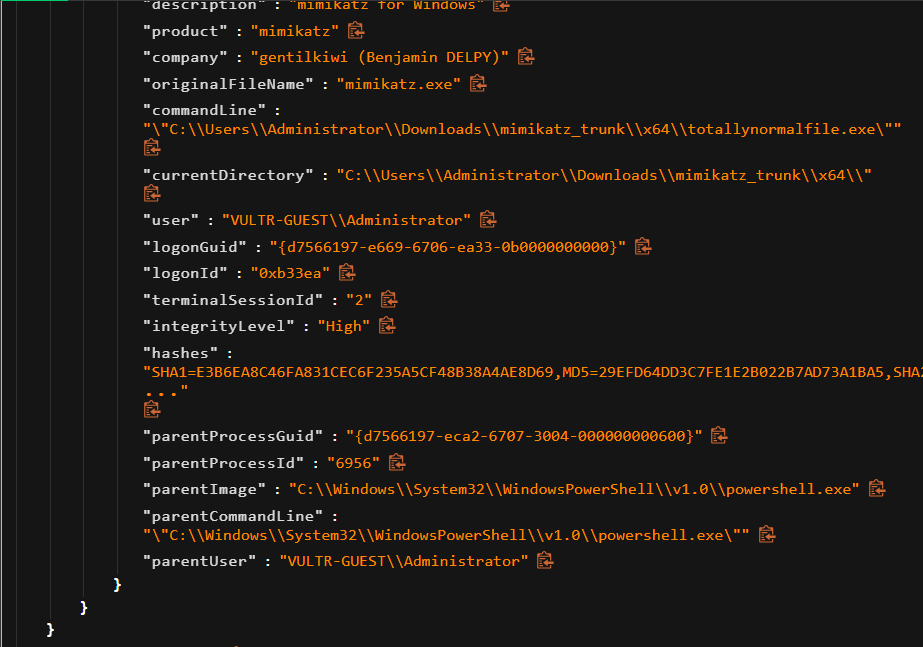 "description" : "mimikatz for Windows"
"product" : "mimikatz"
"company" : "gentilkiwi (Benjamin DELPY)"
"originalFileName" : "mimikatz.exe"
"commandLine" :
"\"C:\\Users\\Administrator\\Downloads\\mimikatz_trunk\\x64\\totallynormalfile.exe\""
"currentDirectory" : "C:\\Users\\Administrator\\Downloads\\mimikatz_trunk\\x64\\"
"user" : "VULTR-GUEST\\Administrator"
"logonGuid" : "{d7566197-e669-6706-ea33-0b0000000000}"
"logonId" : "0xb33ea"
"terminalSessionId" : "2"
"integrityLevel" : "High"
"hashes" :
"SHA1=E3B6EA8C46FA831CEC6F235A5CF48B38A4AE8D69,MD5=29EFD64DD3C7FE1E2B022B7AD73A1BA5,SHA2
..."
"parentProcessGuid" : "{d7566197-eca2-6707-3004-000000000600}"
"parentProcessId" : "6956"
"parentImage" : "C:\\Windows\\System32\\WindowsPowerShell\\v1.0\\powershell.exe"
"parentCommandLine" :
"\"C:\\Windows\\System32\\WindowsPowerShell\\v1.0\\powershell.exe\""
"parentUser" : "VULTR-GUEST\\Administrator"
}
}
}